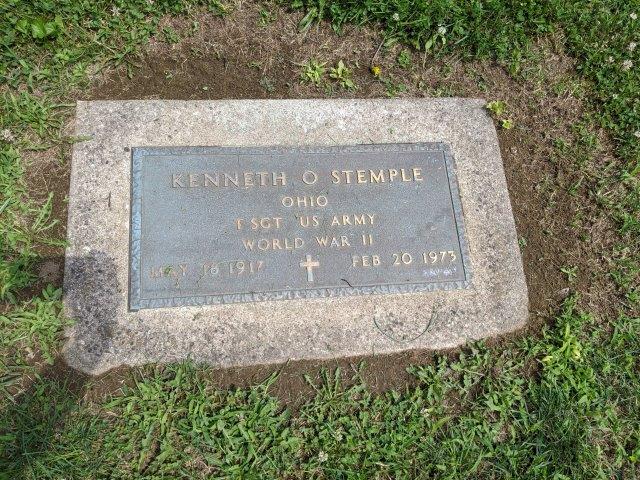 KENNETH O STEMPLE
OHIO
T SGT US ARMY
WORLD WAR II
MAY 16 1917 FEB 20 1973